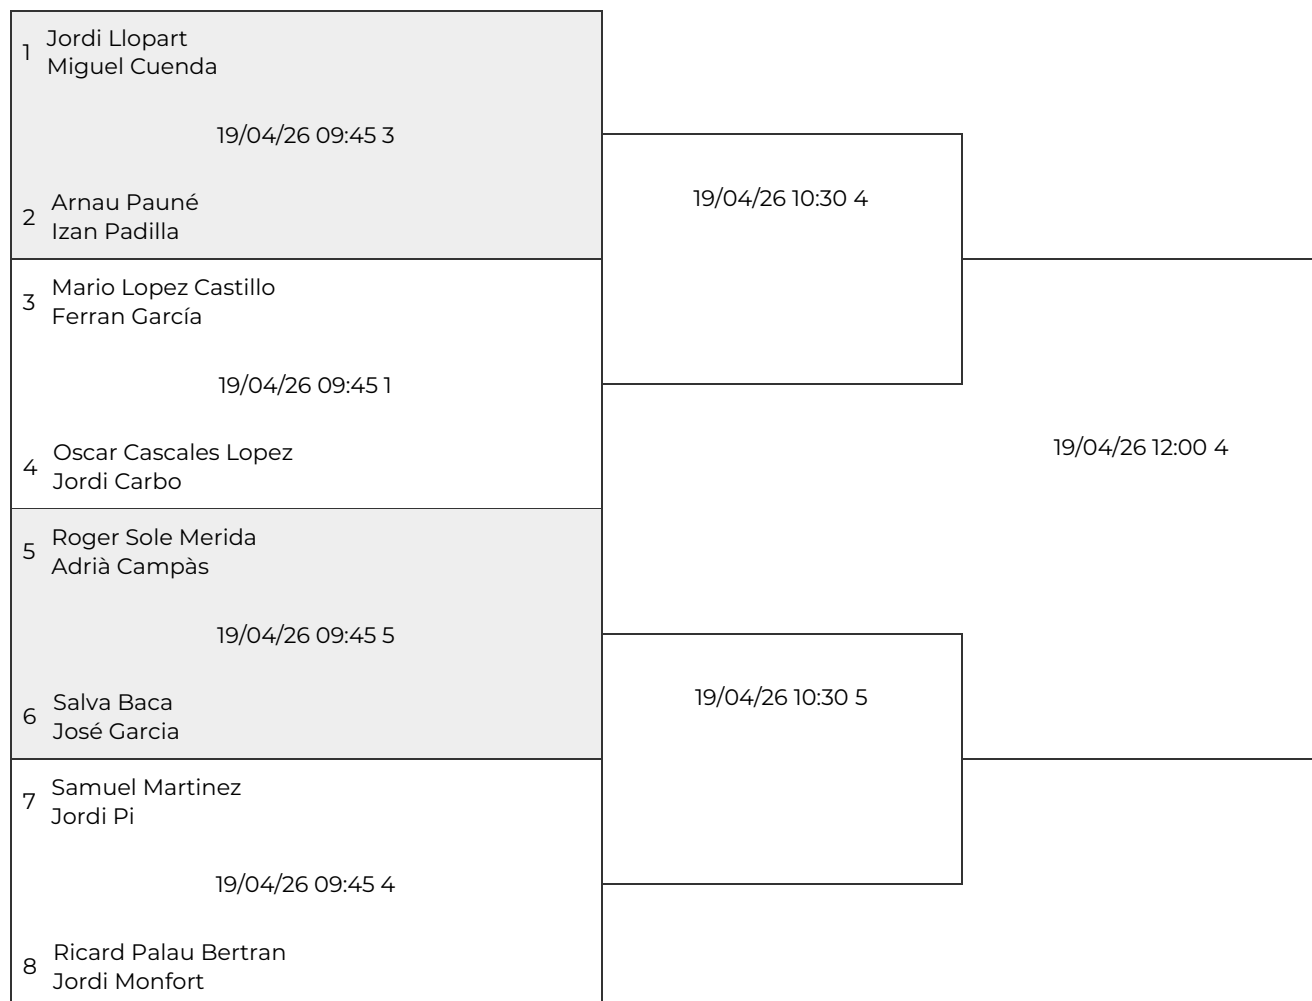 1 Jordi Llopart
Miguel Cuenda
19/04/26 09:45 3
2 Arnau Pauné
Izan Padilla
3 Mario Lopez Castillo
Ferran García
19/04/26 09:45 1
4 Oscar Cascales Lopez
Jordi Carbo
5 Roger Sole Merida
Adrià Campàs
19/04/26 09:45 5
6 Salva Baca
José Garcia
7 Samuel Martinez
Jordi Pi
19/04/26 09:45 4
8 Ricard Palau Bertran
Jordi Monfort
19/04/26 10:30 4
19/04/26 10:30 5
19/04/26 12:00 4